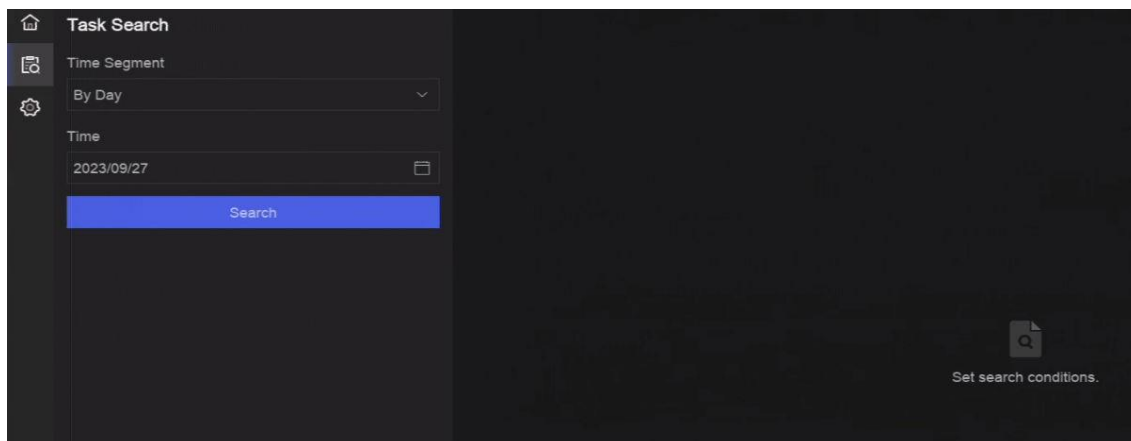 Task Search
Time Segment
By Day
Time
2023/09/27
Search
Set search conditions.